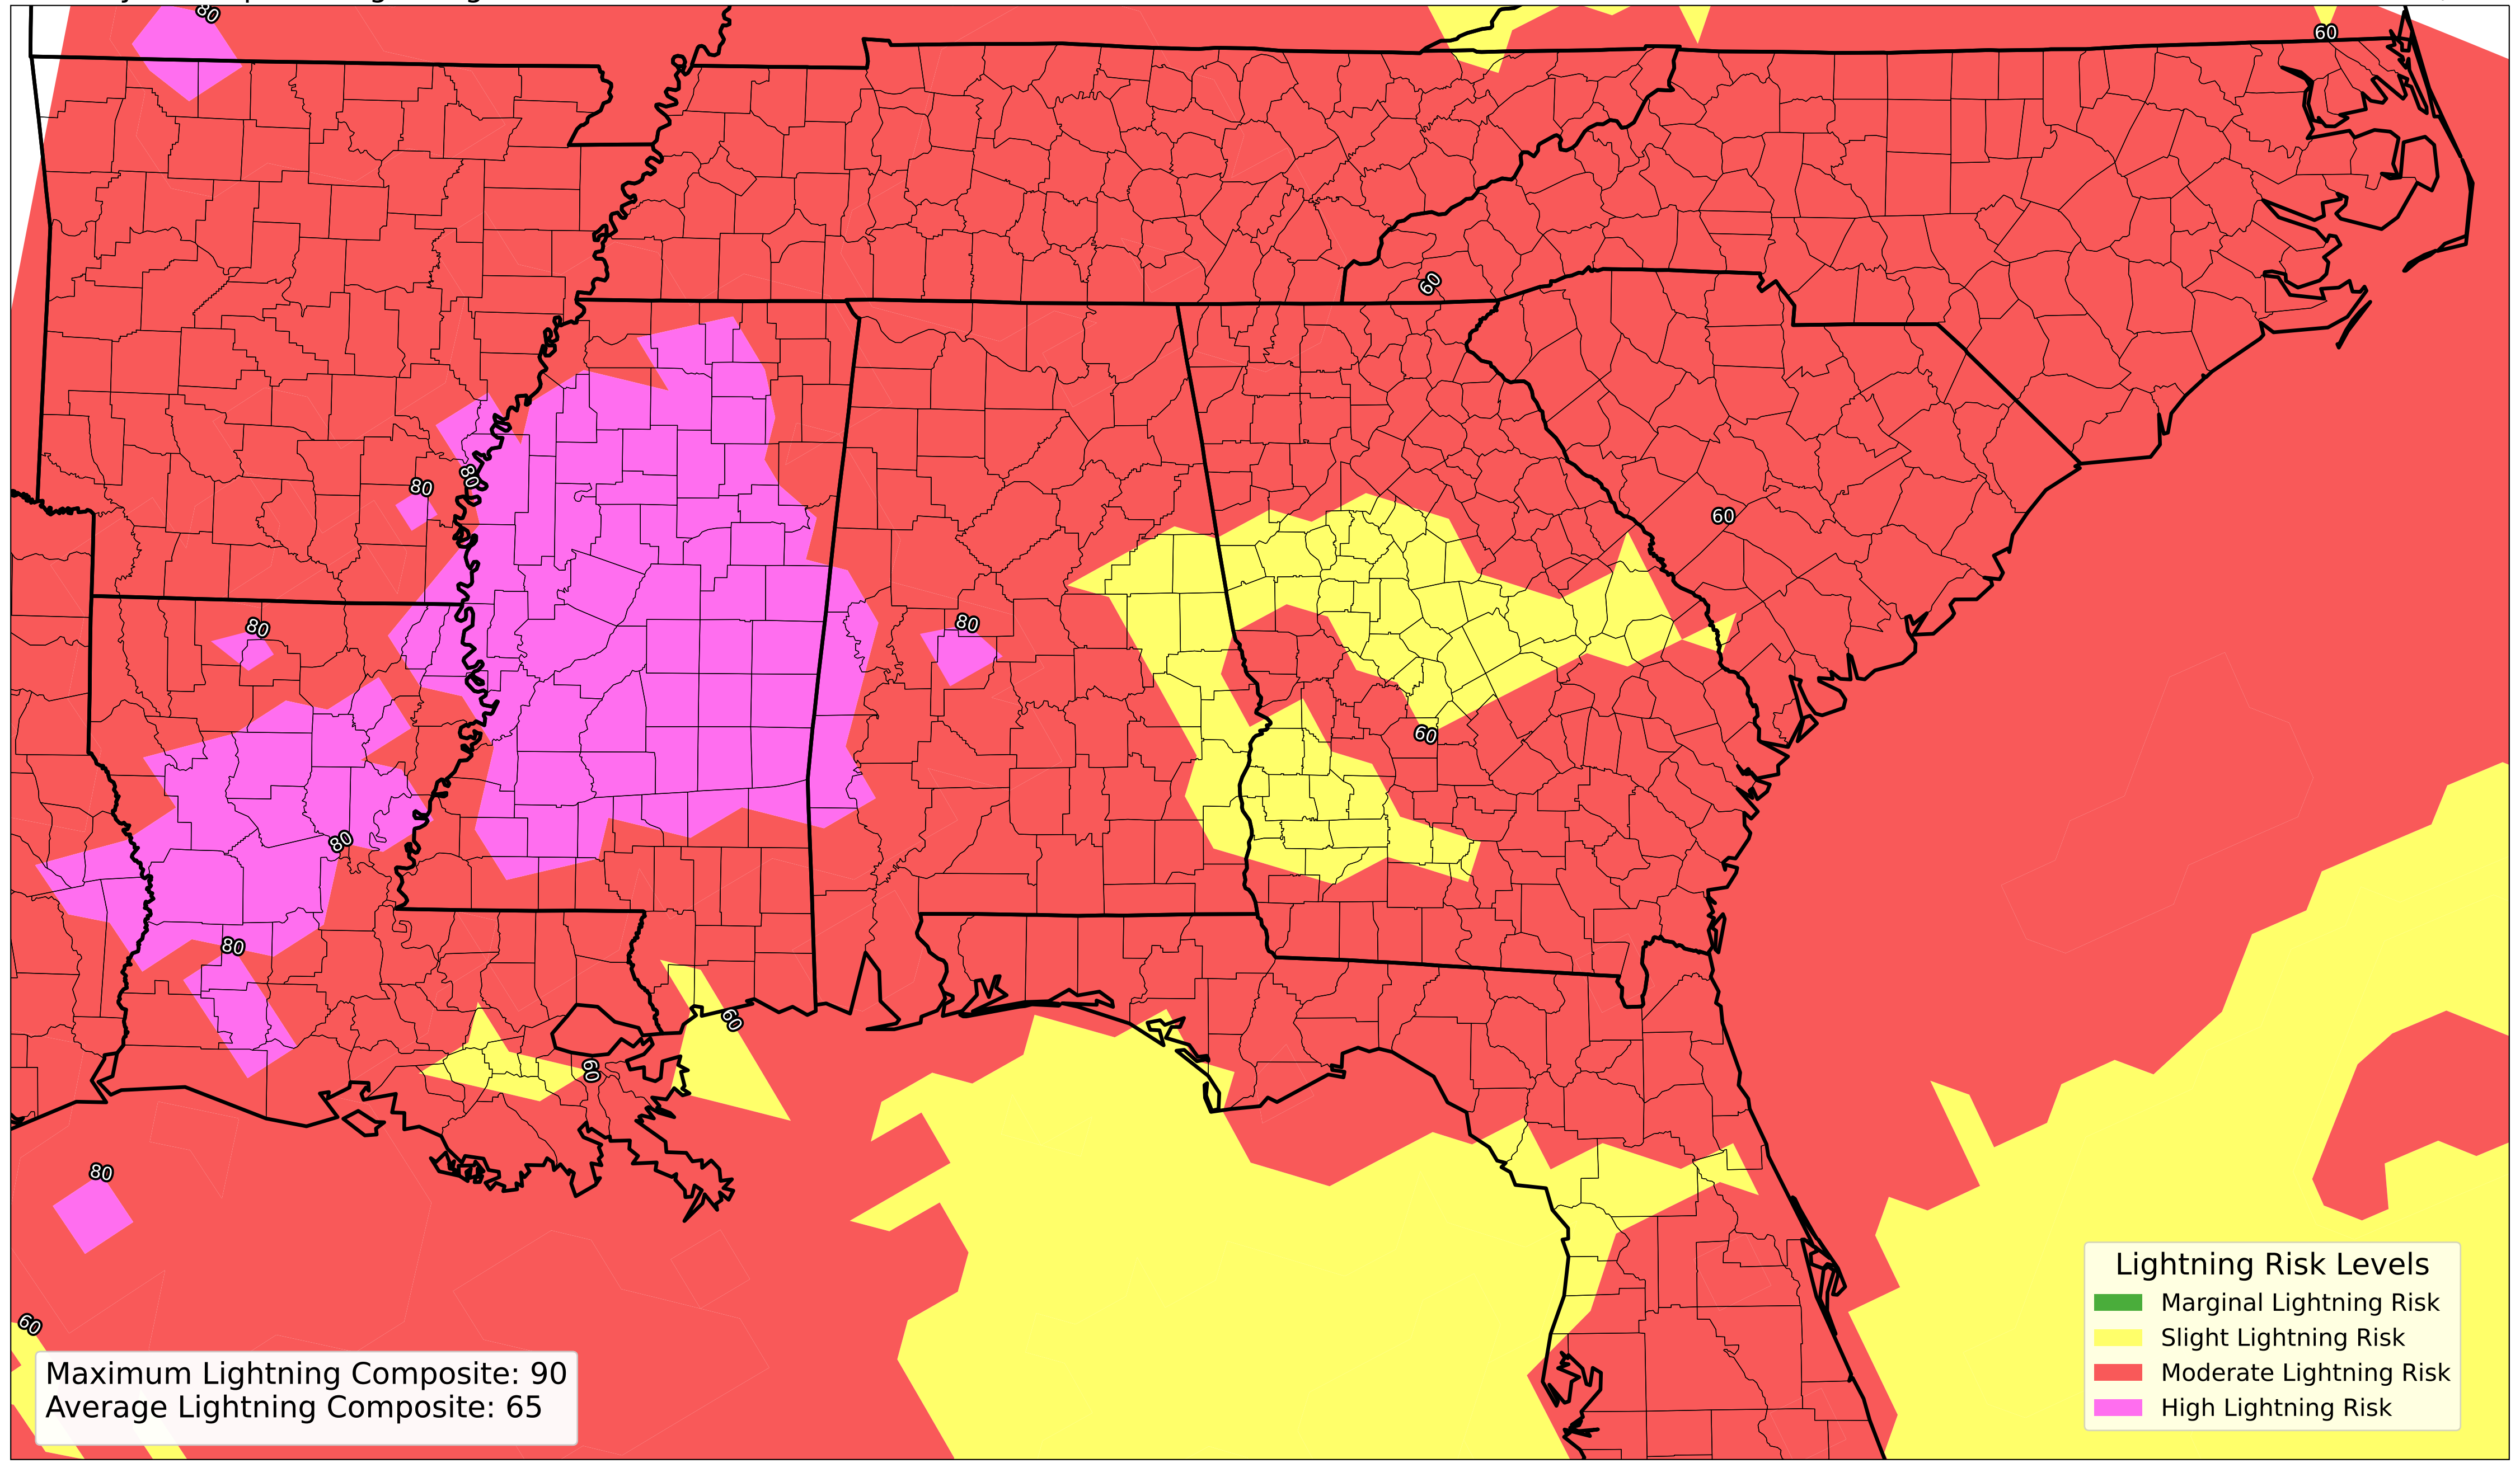 80
60
60
80
80
60
80
80
60
80
80
60
60
80
60
Lightning Risk Levels
Marginal Lightning Risk
Slight Lightning Risk
Moderate Lightning Risk
High Lightning Risk
Maximum Lightning Composite: 90
Average Lightning Composite: 65